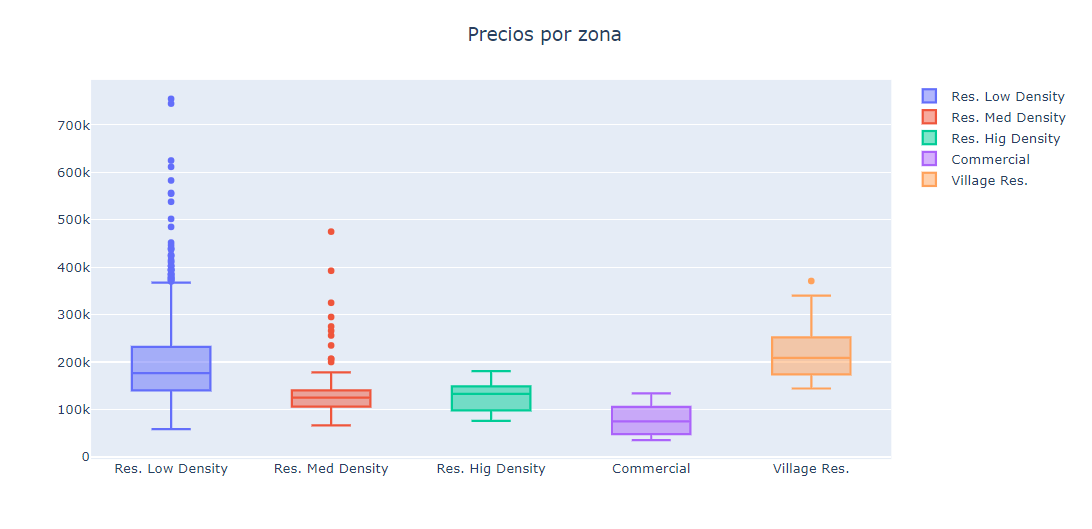 Precios por zona
700k
600k
500k
400k
300k
200k
100k
0
Res. Low Density
Res. Med Density
Res. Hig Density
Commercial
Village Res.
Res. Low Density
Res. Med Density
Res. Hig Density
Commercial
Village Res.